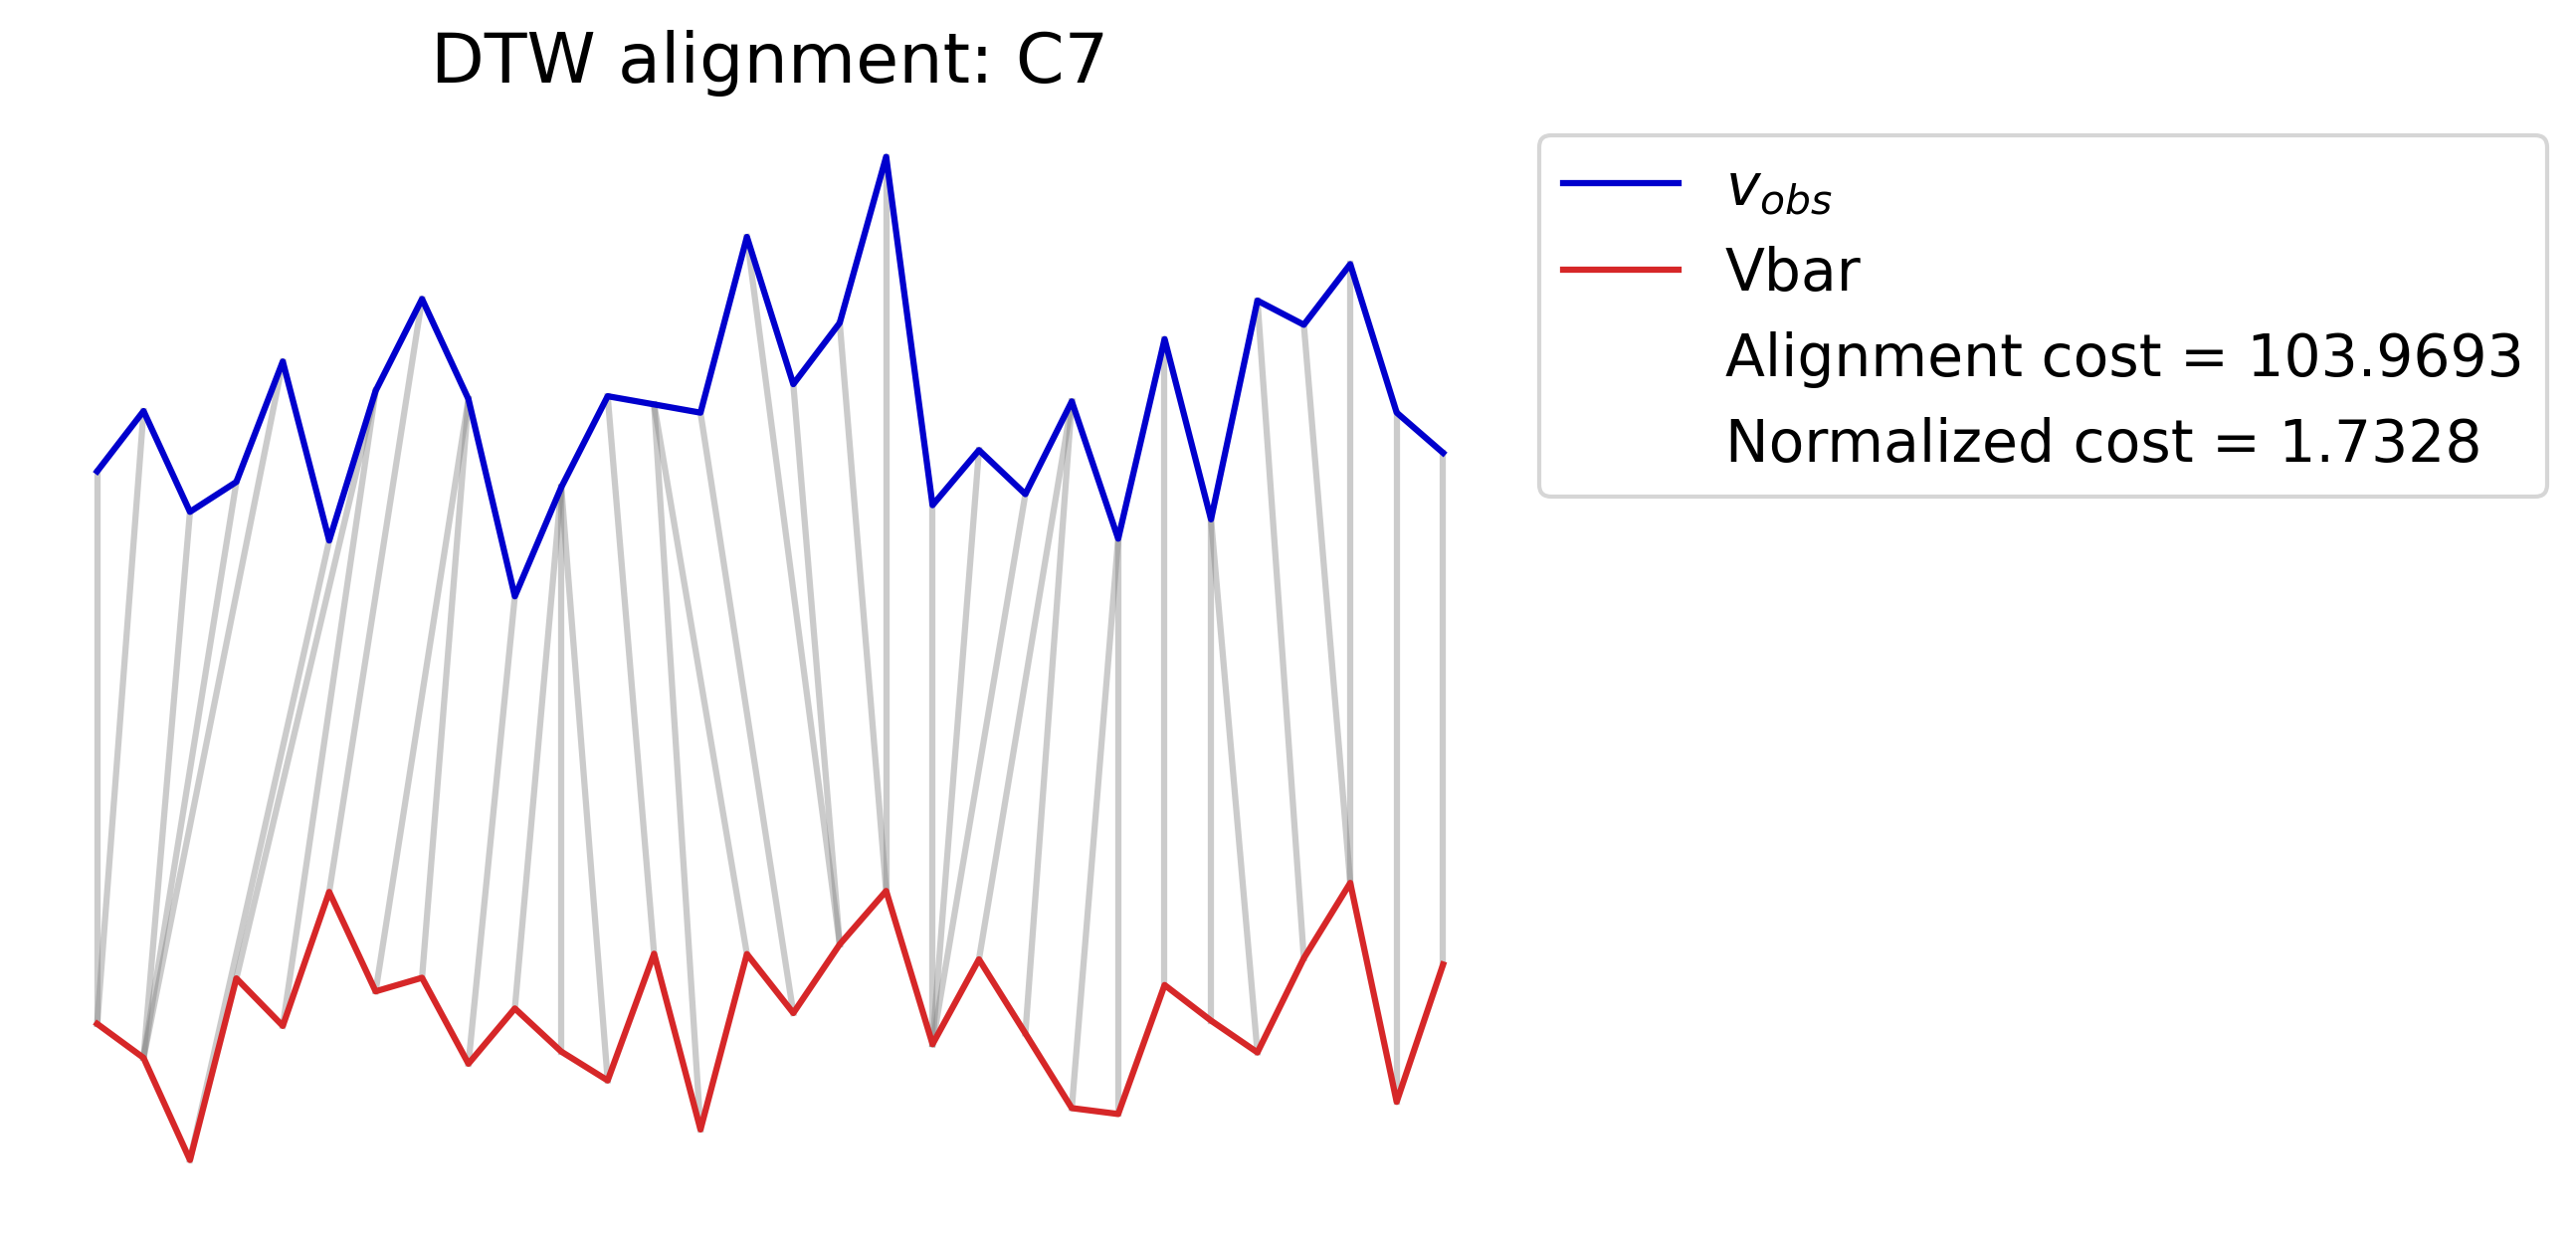 DTW alignment: C7
v_obs
Vbar
Alignment cost = 103.9693
Normalized cost = 1.7328